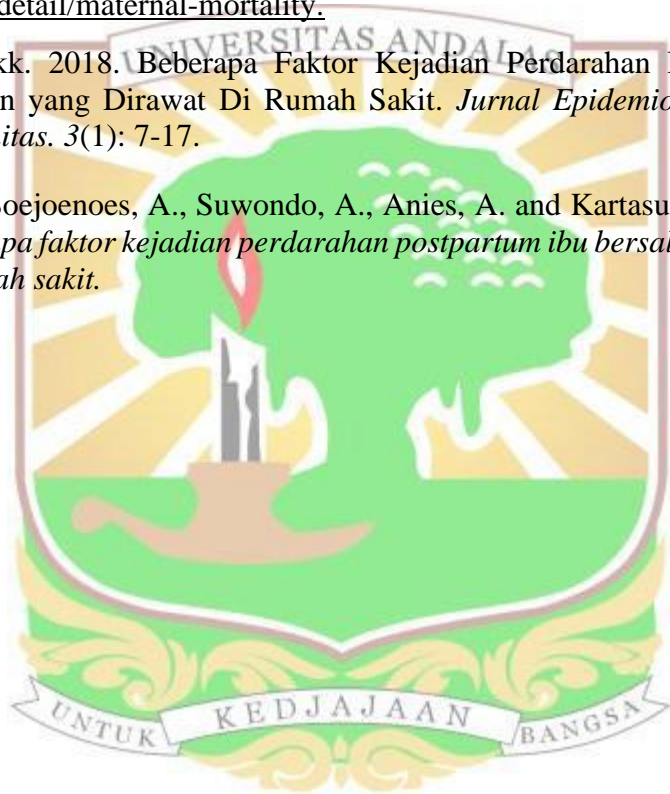 detail/maternal-mortality.
UNIVERSITAS ANDALAS
kk. 2018. Beberapa Faktor Kejadian Perdarahan
n yang Dirawat Di Rumah Sakit. Jurnal Epidemio
itas. 3(1): 7-17.
oejoenoes, A., Suwondo, A., Anies, A. and Kartasu
pa faktor kejadian perdarahan postpartum ibu bersal
ah sakit.
UNTUK KEDJAJAAN BANGSA